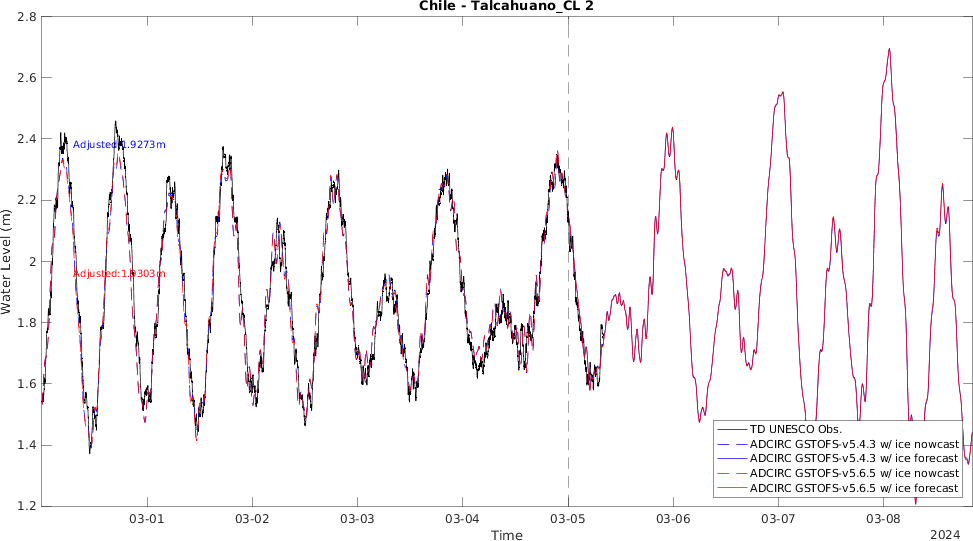 Chile - Talcahuano_CL 2
2.8
2.6
2.4
2.2
2
1.8
1.6
1.4
1.2
Water Level (m)
Adjusted:1.9273m
Adjusted:1.9303m
TD UNESCO Obs.
ADCIRC GSTOFS-v5.4.3 w/ ice nowcast
ADCIRC GSTOFS-v5.4.3 w/ ice forecast
ADCIRC GSTOFS-v5.6.5 w/ ice nowcast
ADCIRC GSTOFS-v5.6.5 w/ ice forecast
03-01 03-02 03-03 03-04 03-05 03-06 03-07 03-08
Time
2024